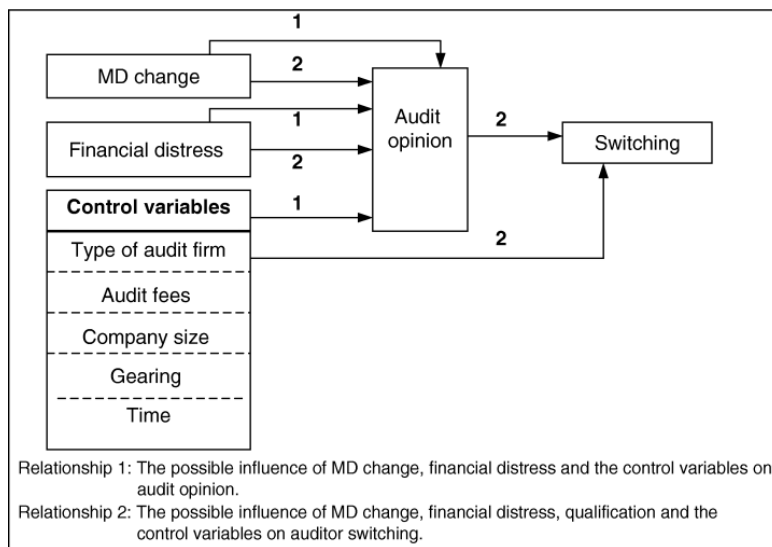 1
MD change
2
1
Financial distress
2
Audit
opinion
2
Switching
Control variables
1
Type of audit firm
2
Audit fees
Company size
Gearing
Time
Relationship 1: The possible influence of MD change, financial distress and the control variables on
audit opinion.
Relationship 2: The possible influence of MD change, financial distress, qualification and the
control variables on auditor switching.